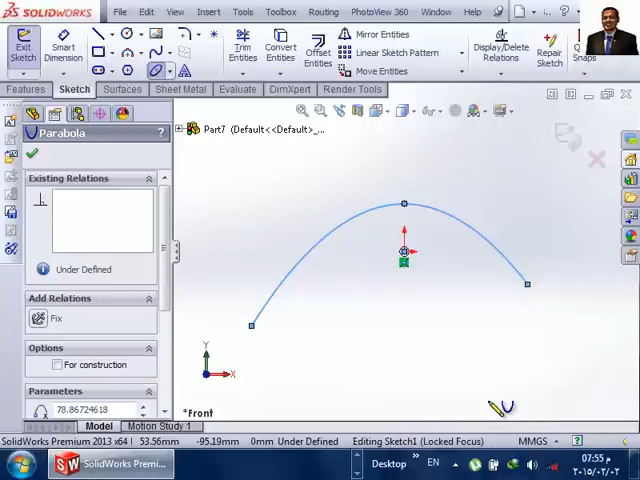 SOLIDWORKS File Edit View Insert Tools Routing PhotoView 360 Window
Exit Sketch
Smart Dimension
Trim Entities
Convert Entities
Offset Entities
Mirror Entities
Linear Sketch Pattern
Move Entities
Display/Delete Relations
Repair Sketch
Q Snaps
Features Sketch Surfaces Sheet Metal Evaluate DimXpert Render Tools
Parabola ?
Part7 (Default<<Default>_...
Existing Relations
Under Defined
Add Relations
Fix
Options
For construction
Parameters
78.86724618
Y
X
*Front
Model Motion Study 1
SolidWorks Premium 2013 x64 53.56mm -95.19mm 0mm Under Defined Editing Sketch1 (Locked Focus) MMGS ?
SolidWorks Premi... Desktop » EN 07:55 م
٢٠١٥/٠٢/٠٢